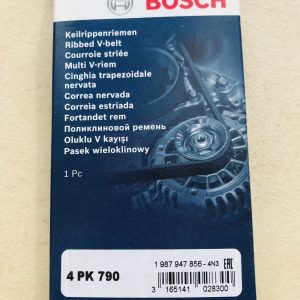 BOSCH
Keilrippenriemen
Ribbed V-belt
Courroie striée
Multi V-riem
Cinghia trapezoidale
nervata
Correa nervada
Correia estriada
Fortandet rem
Поликлиновой ремень
Oluklu V kayışı
Pasek wieloklinowy
1 Pc
4 PK 790
1 987 947 856 - 4N3 EAC
3 165141 028300